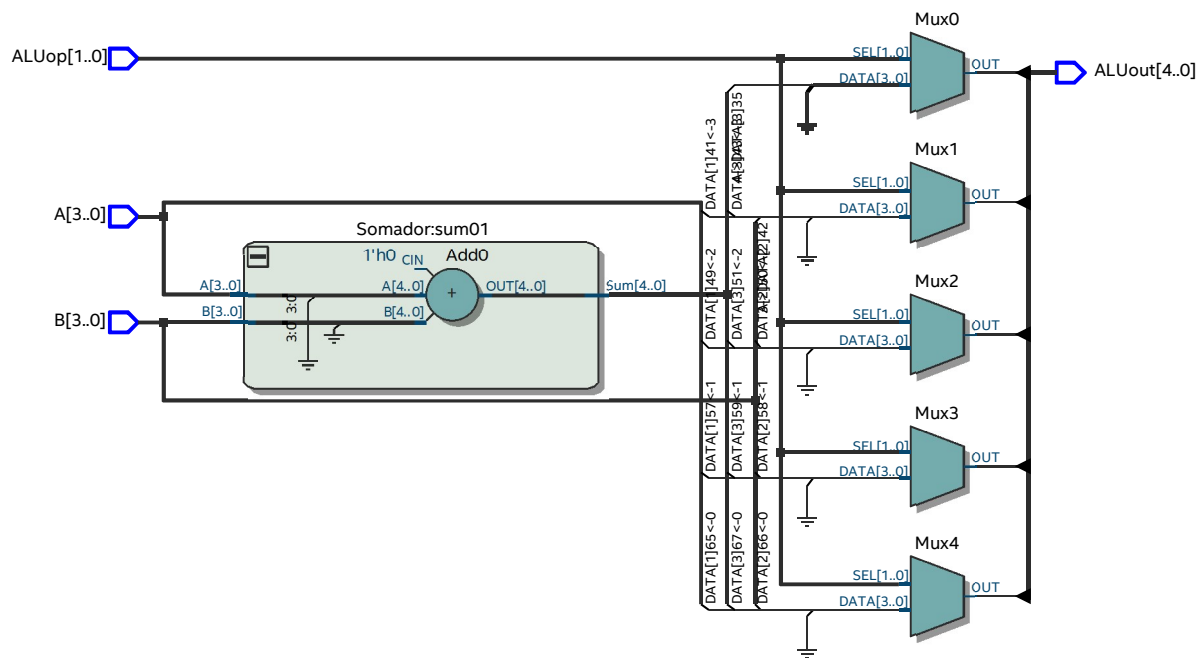 Mux0
ALUop[1..0]
SEL[1..0]
OUT
DATA[3..0]
ALUout[4..0]
DATA[1]41<-3
Mux1
SEL[1..0]
OUT
DATA[3..0]
A[3..0]
Somador:sum01
1'h0
CIN
Add0
A[3..0]
3:0
A[4..0]
+
OUT[4..0]
Sum[4..0]
B[3..0]
B[3..0]
3:0
B[4..0]
DATA[1]49<-2
DATA[3]51<-2
Mux2
SEL[1..0]
OUT
DATA[3..0]
DATA[1]57<-1
DATA[3]59<-1
DATA[2]58<-1
Mux3
SEL[1..0]
OUT
DATA[3..0]
DATA[1]65<-0
DATA[3]67<-0
DATA[2]66<-0
Mux4
SEL[1..0]
OUT
DATA[3..0]